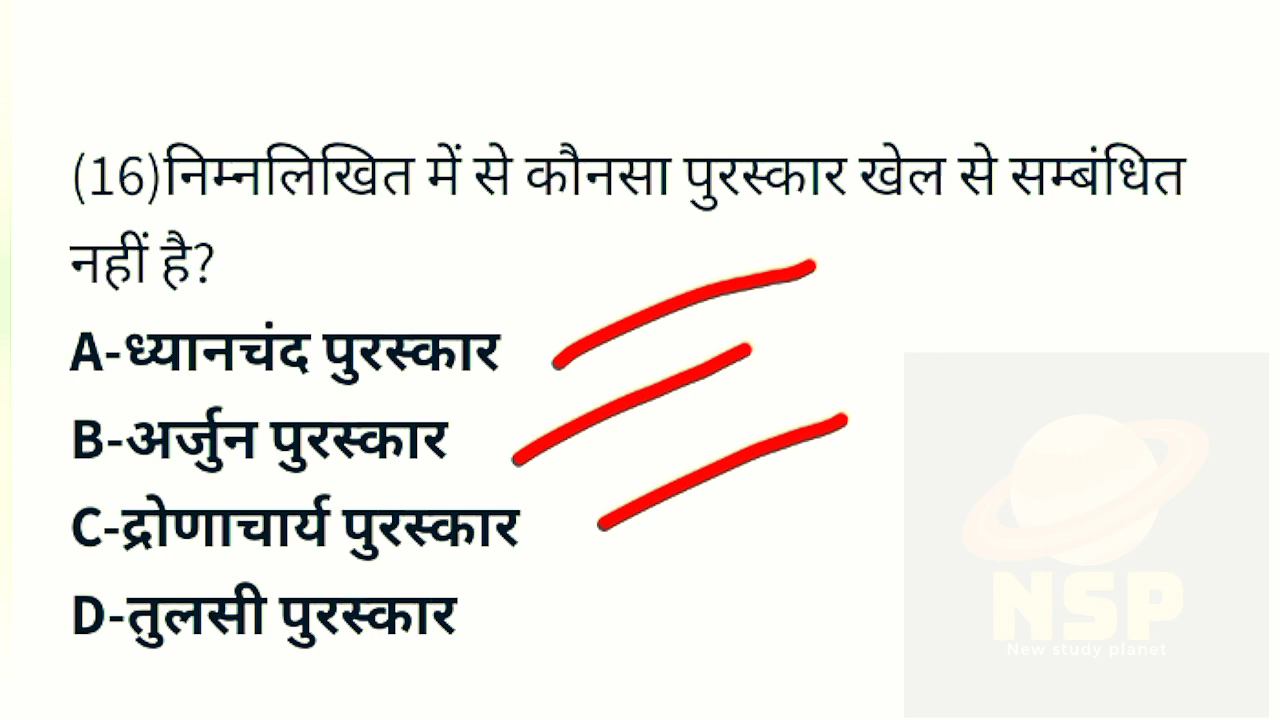 (16)निम्नलिखित में से कौनसा पुरस्कार खेल से सम्बंधित
नहीं है?
A-ध्यानचंद पुरस्कार
B-अर्जुन पुरस्कार
C-द्रोणाचार्य पुरस्कार
D-तुलसी पुरस्कार
NSP
New study planet